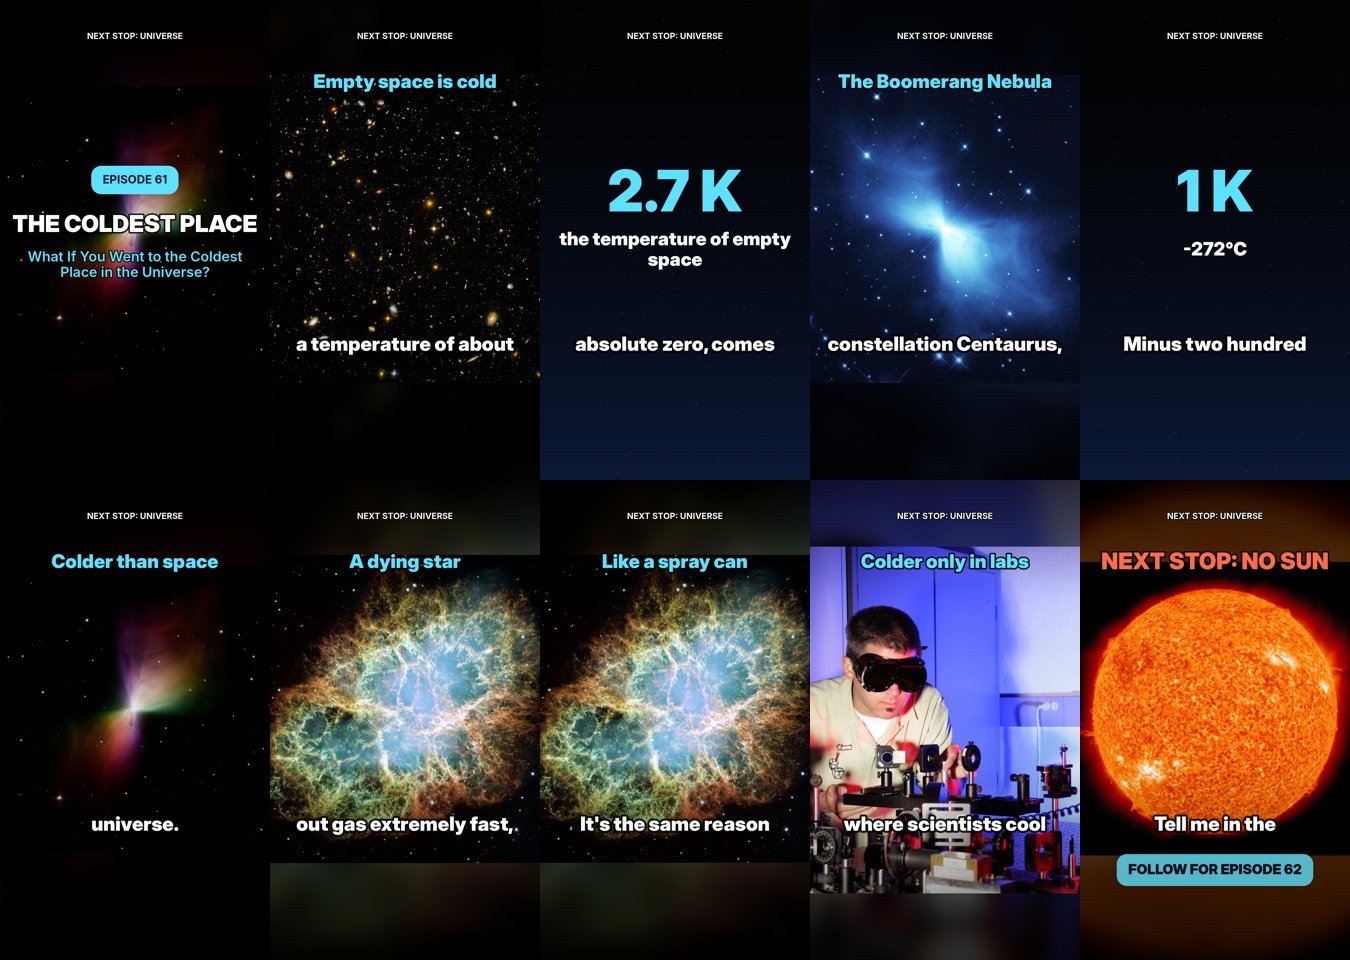 NEXT STOP: UNIVERSE
EPISODE 61
THE COLDEST PLACE
What If You Went to the Coldest
Place in the Universe?
NEXT STOP: UNIVERSE
Empty space is cold
a temperature of about
NEXT STOP: UNIVERSE
2.7 K
the temperature of empty
space
absolute zero, comes
NEXT STOP: UNIVERSE
The Boomerang Nebula
constellation Centaurus,
NEXT STOP: UNIVERSE
1 K
-272°C
Minus two hundred
NEXT STOP: UNIVERSE
Colder than space
universe.
NEXT STOP: UNIVERSE
A dying star
out gas extremely fast,
NEXT STOP: UNIVERSE
Like a spray can
It's the same reason
NEXT STOP: UNIVERSE
Colder only in labs
where scientists cool
NEXT STOP: UNIVERSE
NEXT STOP: NO SUN
Tell me in the
FOLLOW FOR EPISODE 62